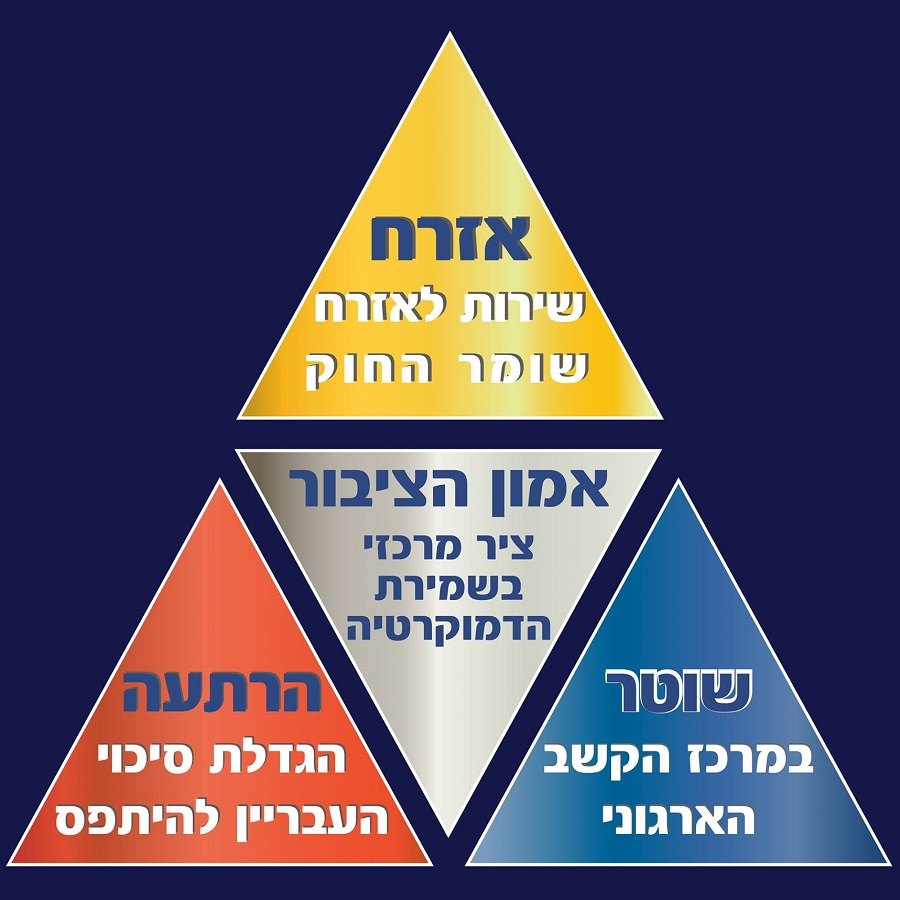 אזרח
שירות לאזרח
שומר החוק
אמון הציבור
ציר מרכזי
בשמירת
הדמוקרטיה
שוטר
במרכז הקשב
הארגוני
הרתעה
הגדלת סיכוי
העבריין להיתפס